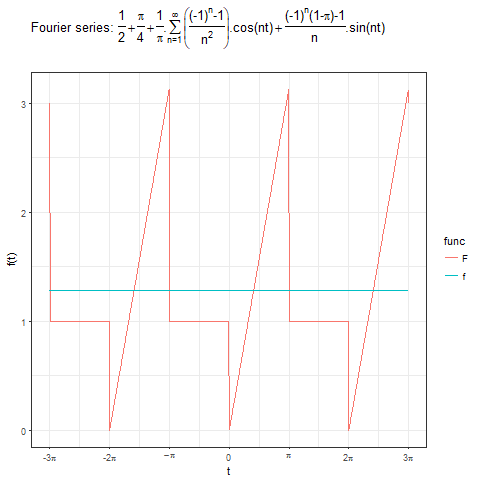 Fourier series: 1/2+π/4+1/π.∑_{n=1}^{∞}(((-1)^n-1)/n^2).cos(nt)+((-1)^n(1-π)-1)/n.sin(nt)
f(t)
3
2
1
0
-3π -2π -π 0 π 2π 3π
t
func
F
f